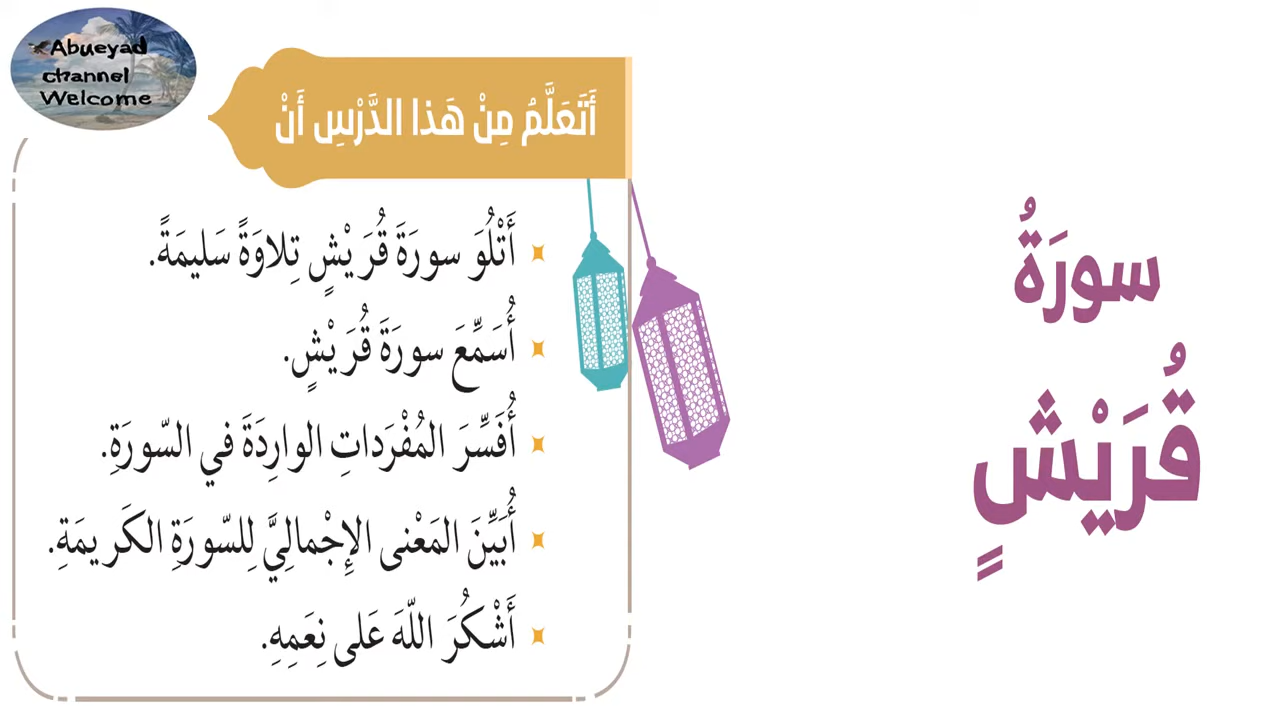 Abueyad
channel
Welcome
سورَةُ
قُرَيْشٍ
أَتَعَلَّمُ مِنْ هَذا الدَّرْسِ أَنْ
أَتْلُوَ سورَةَ قُرَيْشٍ تِلاوَةً سَليمَةً.
أُسَمِّعَ سورَةَ قُرَيْشٍ.
أُفَسِّرَ المُفْرَداتِ الوارِدَةَ في السّورَةِ.
أُبَيِّنَ المَعْنى الإِجْمالِيَّ لِلسّورَةِ الكَريمَةِ.
أَشْكُرَ اللّهَ عَلى نِعَمِهِ.